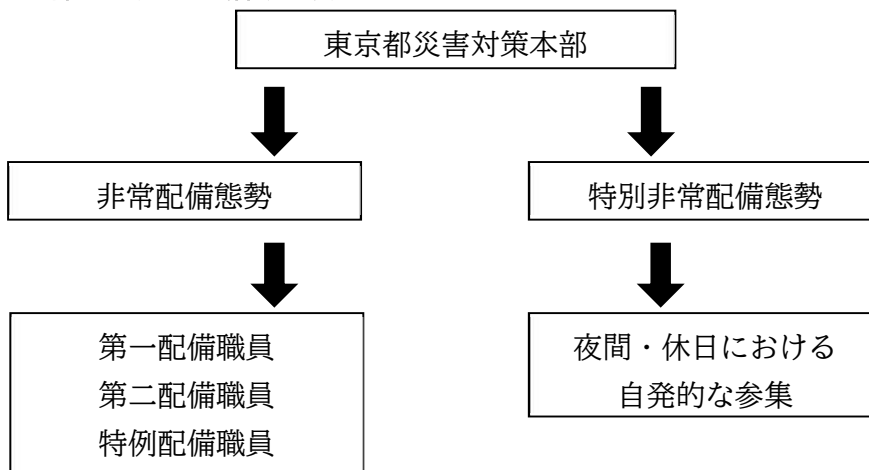 東京都災害対策本部
非常配備態勢
特別非常配備態勢
第一配備職員
第二配備職員
特例配備職員
夜間・休日における
自発的な参集